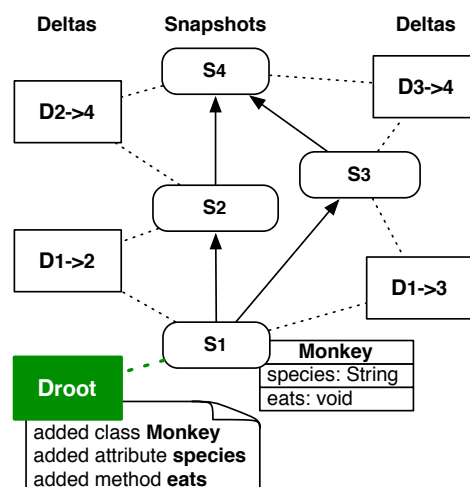 Deltas Snapshots Deltas
S4
D2->4
D3->4
S3
S2
D1->2
D1->3
S1
Monkey
species: String
eats: void
Droot
added class Monkey
added attribute species
added method eats